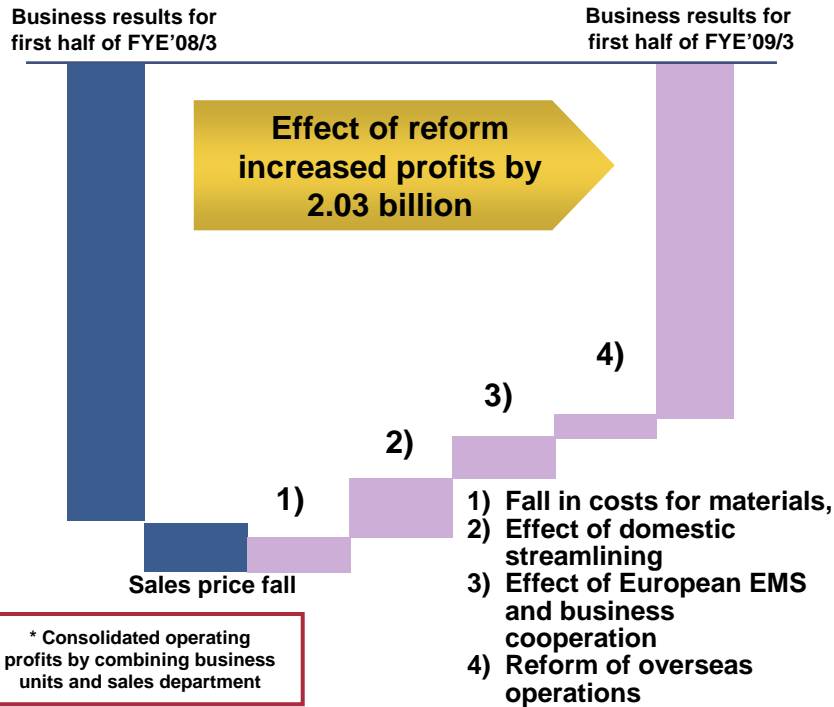 Business results for
first half of FYE'08/3
Business results for
first half of FYE'09/3
Effect of reform
increased profits by
2.03 billion
4)
3)
2)
1)
Sales price fall
1) Fall in costs for materials,
2) Effect of domestic
streamlining
3) Effect of European EMS
and business
cooperation
4) Reform of overseas
operations
* Consolidated operating
profits by combining business
units and sales department